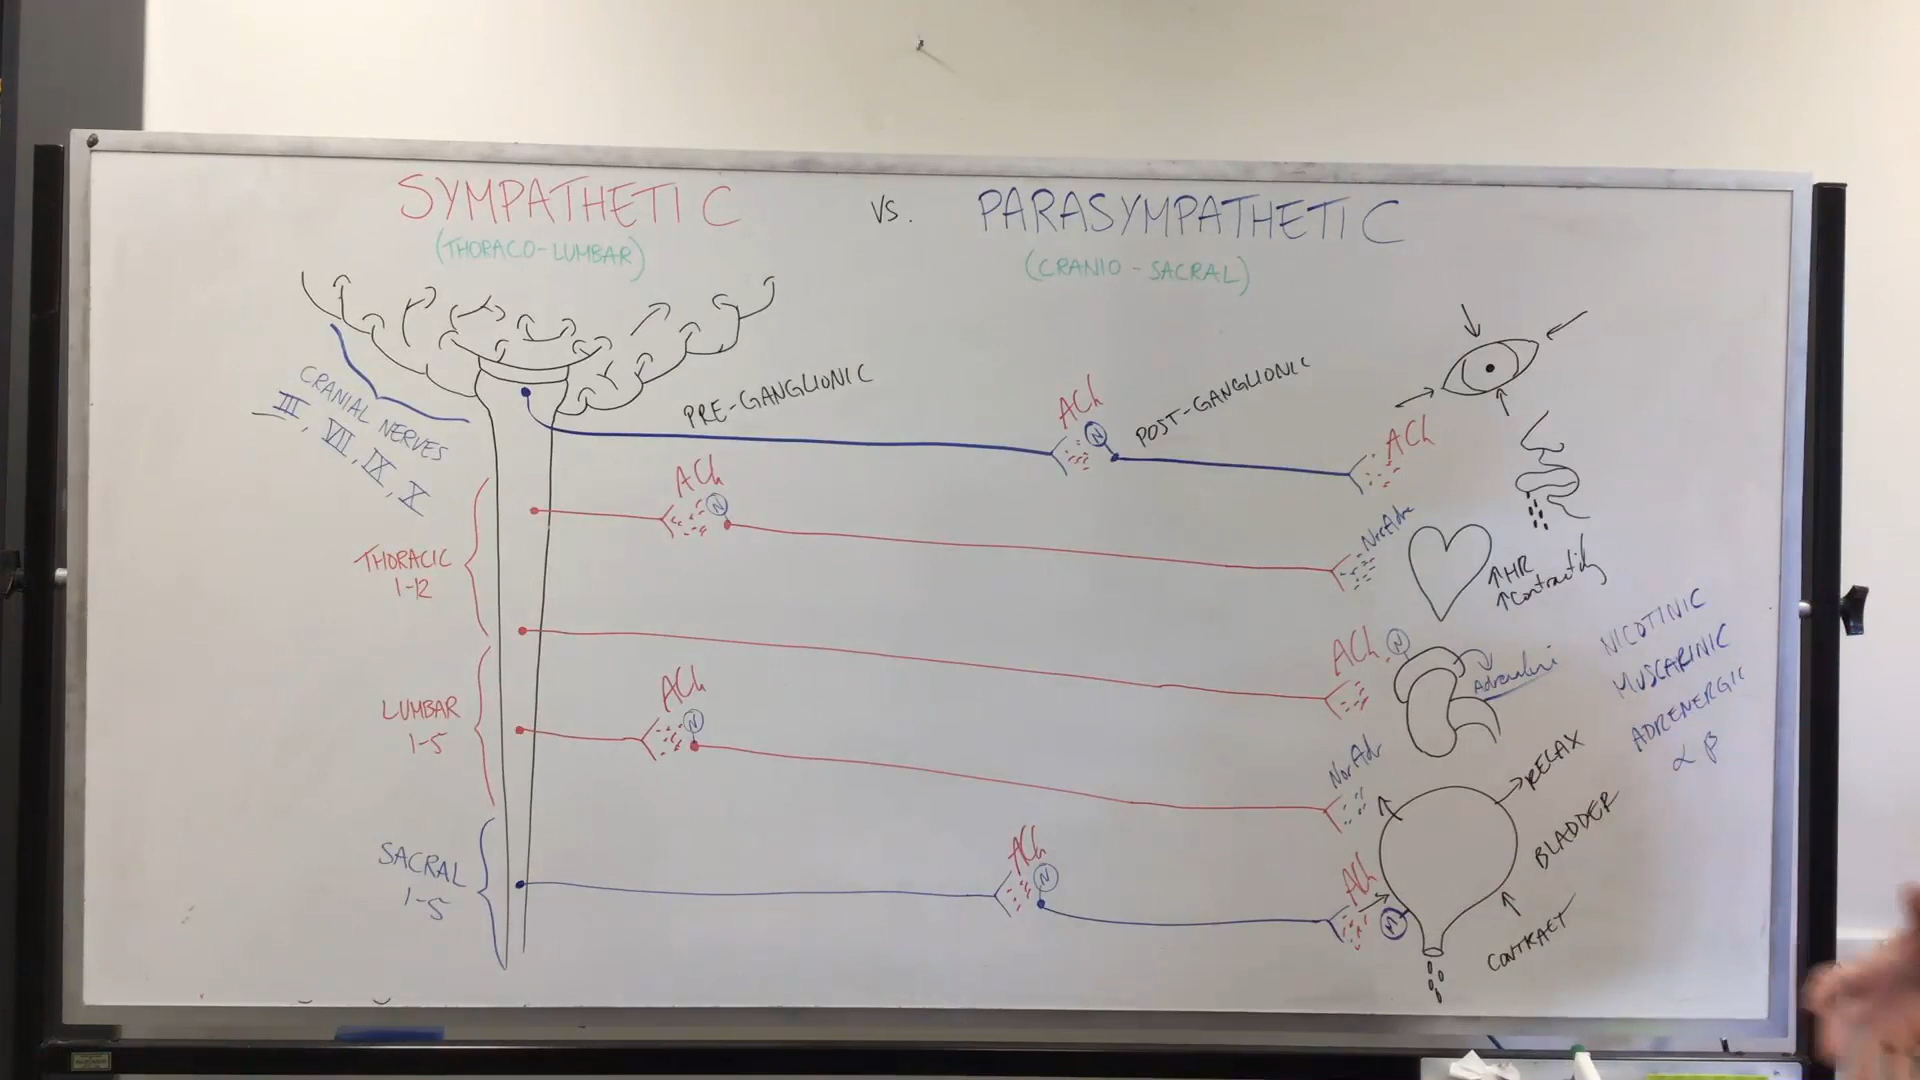 SYMPATHETIC
vs.
PARASYMPATHETIC
(THORACO-LUMBAR)
(CRANIO-SACRAL)
CRANIAL NERVES
III, VII, IX, X
PRE-GANGLIONIC
ACh
N
POST-GANGLIONIC
ACh
ACh
N
NorAdr
↑HR
↑Contractility
THORACIC
1-12
ACh
N
Adrenaline
NICOTINIC
MUSCARINIC
ADRENERGIC
α β
LUMBAR
1-5
ACh
N
NorAdr
RELAX
BLADDER
CONTRACT
SACRAL
1-5
ACh
N
ACh
M